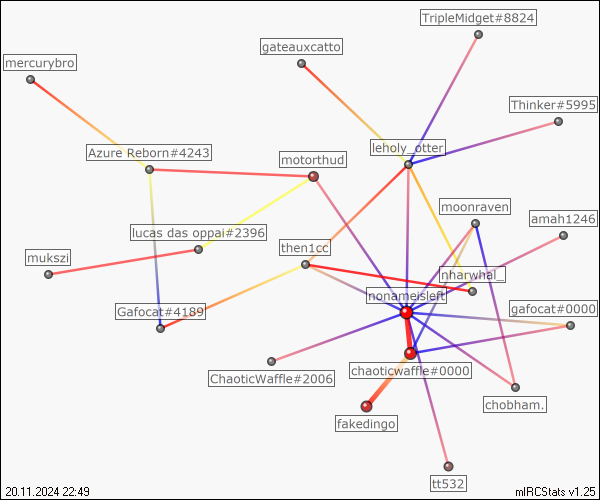 TripleMidget#8824
gateauxcatto
mercurybro
Thinker#5995
leholy_otter
Azure Reborn#4243
motorthud
moonraven
amah1246
lucas das oppai#2396
then1cc
mukszi
nharwhal_
nonameisleft
Gafocat#4189
gafocat#0000
chaoticwaffle#0000
ChaoticWaffle#2006
chobham.
fakedingo
tt532
20.11.2024 22:49
mIRCStats v1.25